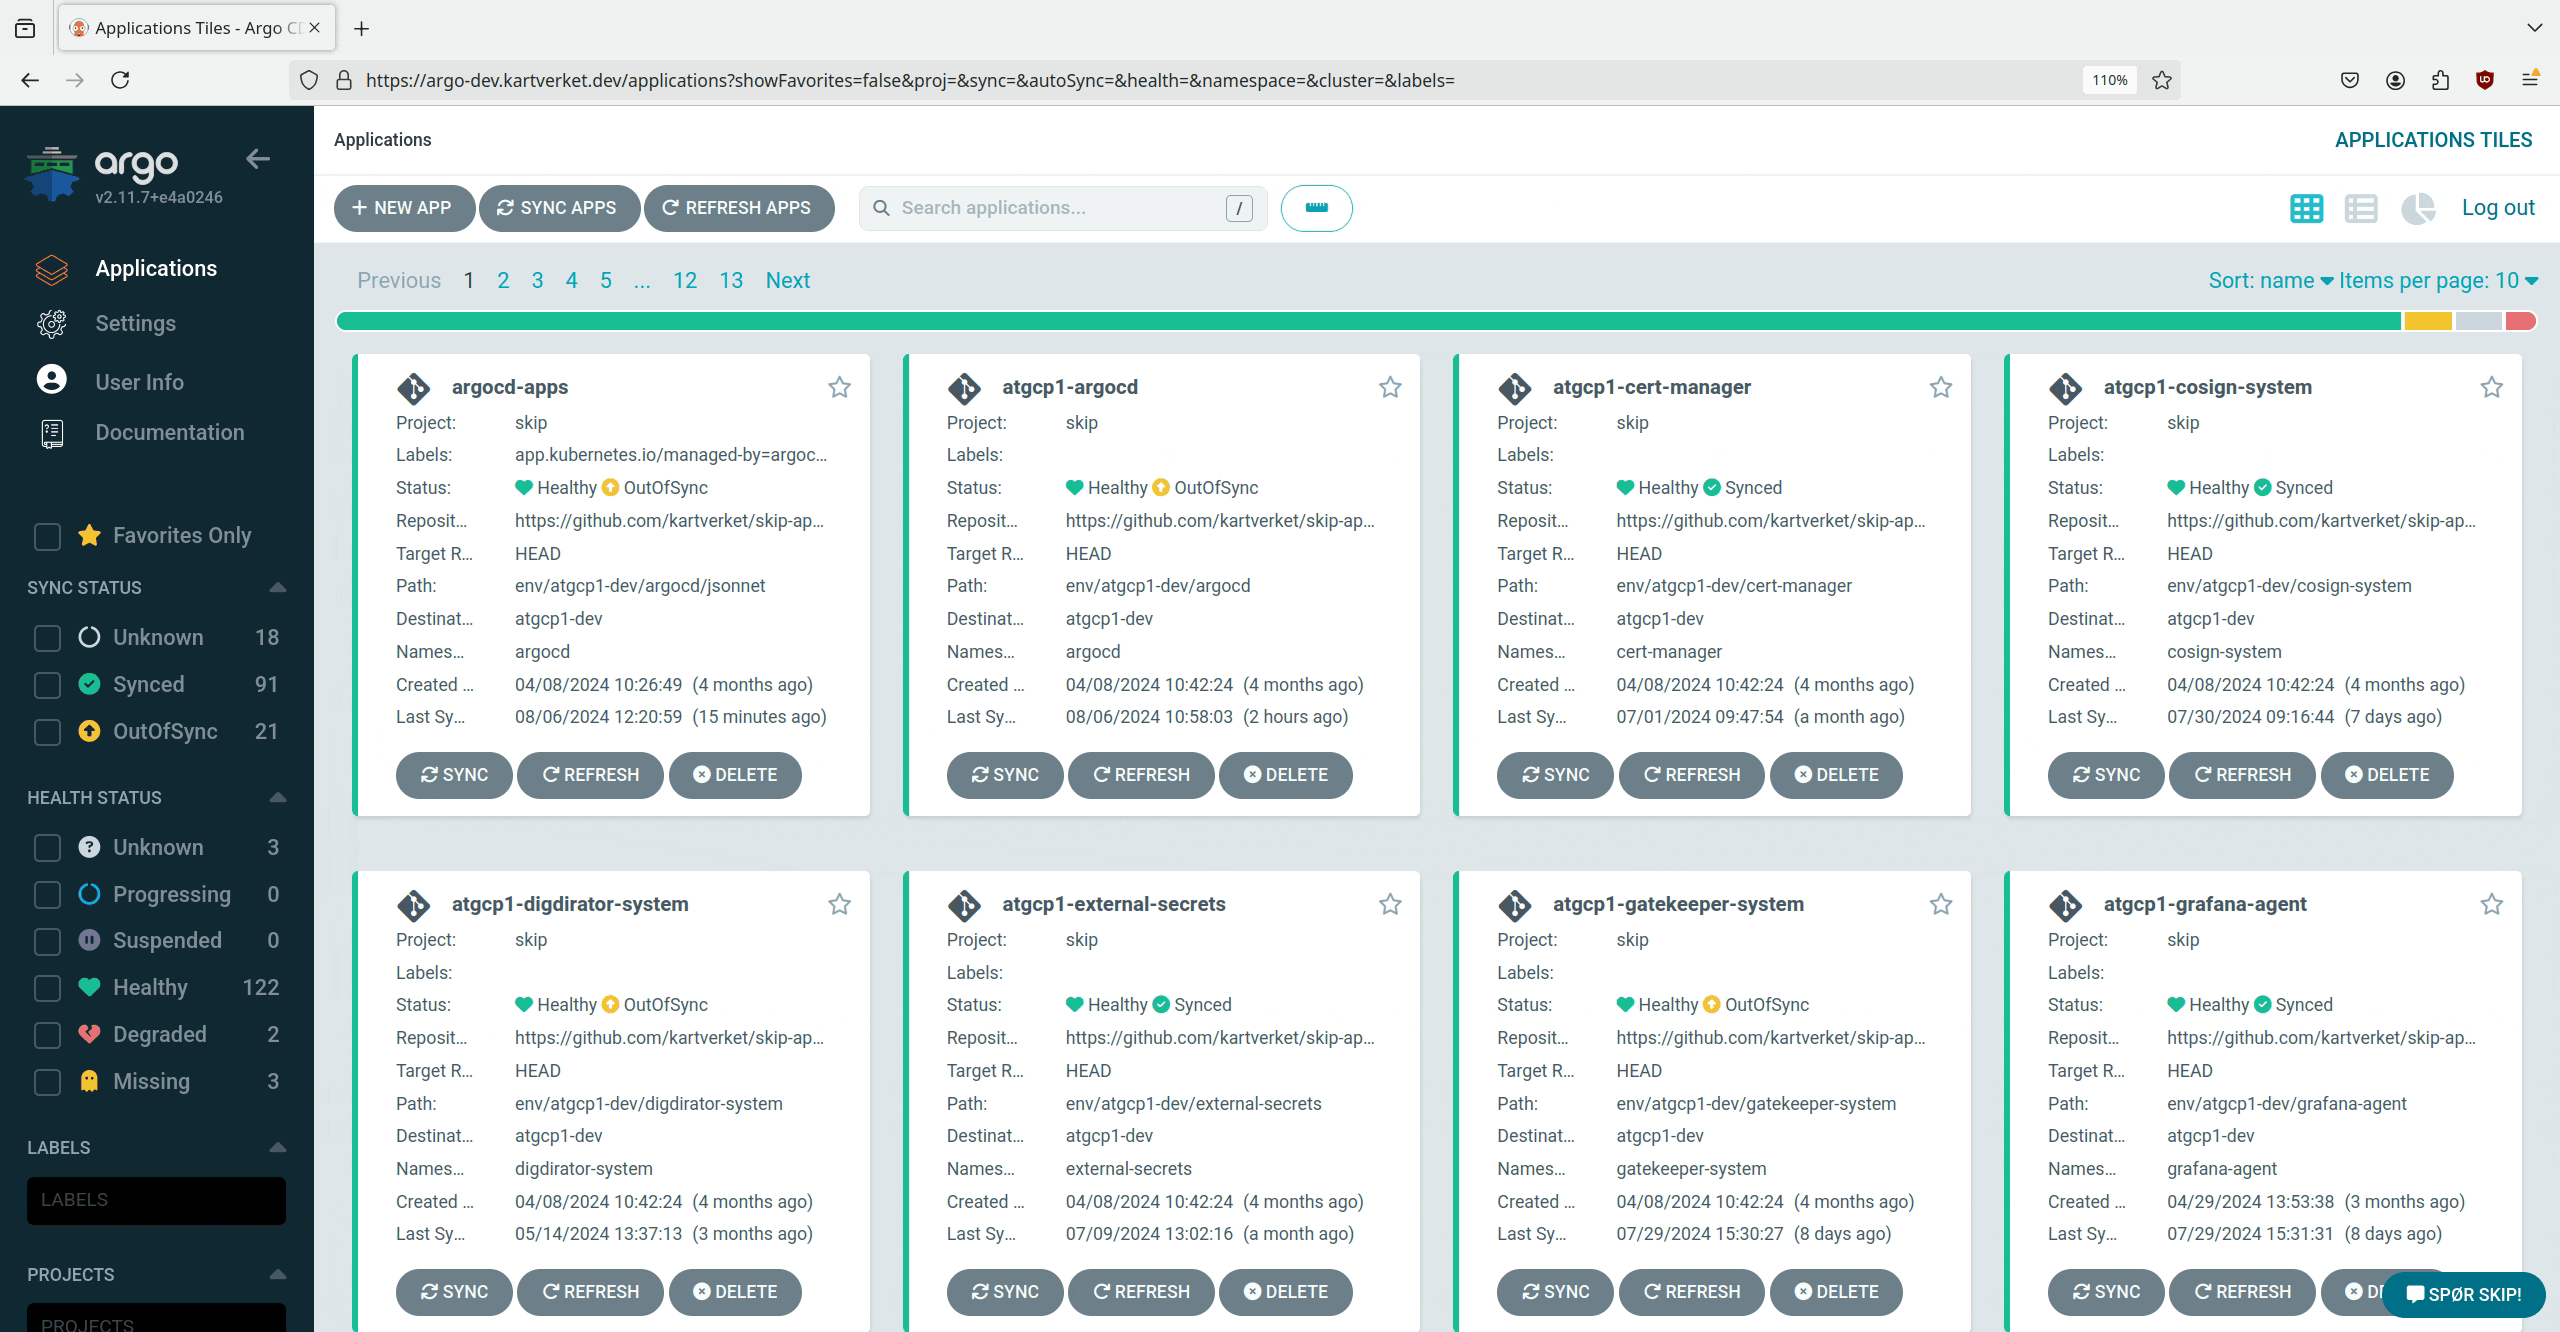 Applications Tiles - Argo C
https://argo-dev.kartverket.dev/applications?showFavorites=false&proj=&sync=&autoSync=&health=&namespace=&cluster=&labels=
110%
argo
v2.11.7+e4a0246
Applications
Settings
User Info
Documentation
Favorites Only
SYNC STATUS
Unknown 18
Synced 91
OutOfSync 21
HEALTH STATUS
Unknown 3
Progressing 0
Suspended 0
Healthy 122
Degraded 2
Missing 3
LABELS
LABELS
PROJECTS
PROJECTS
Applications
APPLICATIONS TILES
NEW APP SYNC APPS REFRESH APPS Search applications... / Log out
Previous 1 2 3 4 5 ... 12 13 Next Sort: name Items per page: 10
argocd-apps
Project: skip
Labels: app.kubernetes.io/managed-by=argoc...
Status: Healthy OutOfSync
Reposit... https://github.com/kartverket/skip-ap...
Target R... HEAD
Path: env/atgcp1-dev/argocd/jsonnet
Destinat... atgcp1-dev
Names... argocd
Created ... 04/08/2024 10:26:49 (4 months ago)
Last Sy... 08/06/2024 12:20:59 (15 minutes ago)
SYNC REFRESH DELETE
atgcp1-argocd
Project: skip
Labels:
Status: Healthy OutOfSync
Reposit... https://github.com/kartverket/skip-ap...
Target R... HEAD
Path: env/atgcp1-dev/argocd
Destinat... atgcp1-dev
Names... argocd
Created ... 04/08/2024 10:42:24 (4 months ago)
Last Sy... 08/06/2024 10:58:03 (2 hours ago)
SYNC REFRESH DELETE
atgcp1-cert-manager
Project: skip
Labels:
Status: Healthy Synced
Reposit... https://github.com/kartverket/skip-ap...
Target R... HEAD
Path: env/atgcp1-dev/cert-manager
Destinat... atgcp1-dev
Names... cert-manager
Created ... 04/08/2024 10:42:24 (4 months ago)
Last Sy... 07/01/2024 09:47:54 (a month ago)
SYNC REFRESH DELETE
atgcp1-cosign-system
Project: skip
Labels:
Status: Healthy Synced
Reposit... https://github.com/kartverket/skip-ap...
Target R... HEAD
Path: env/atgcp1-dev/cosign-system
Destinat... atgcp1-dev
Names... cosign-system
Created ... 04/08/2024 10:42:24 (4 months ago)
Last Sy... 07/30/2024 09:16:44 (7 days ago)
SYNC REFRESH DELETE
atgcp1-digdirator-system
Project: skip
Labels:
Status: Healthy OutOfSync
Reposit... https://github.com/kartverket/skip-ap...
Target R... HEAD
Path: env/atgcp1-dev/digdirator-system
Destinat... atgcp1-dev
Names... digdirator-system
Created ... 04/08/2024 10:42:24 (4 months ago)
Last Sy... 05/14/2024 13:37:13 (3 months ago)
SYNC REFRESH DELETE
atgcp1-external-secrets
Project: skip
Labels:
Status: Healthy Synced
Reposit... https://github.com/kartverket/skip-ap...
Target R... HEAD
Path: env/atgcp1-dev/external-secrets
Destinat... atgcp1-dev
Names... external-secrets
Created ... 04/08/2024 10:42:24 (4 months ago)
Last Sy... 07/09/2024 13:02:16 (a month ago)
SYNC REFRESH DELETE
atgcp1-gatekeeper-system
Project: skip
Labels:
Status: Healthy OutOfSync
Reposit... https://github.com/kartverket/skip-ap...
Target R... HEAD
Path: env/atgcp1-dev/gatekeeper-system
Destinat... atgcp1-dev
Names... gatekeeper-system
Created ... 04/08/2024 10:42:24 (4 months ago)
Last Sy... 07/29/2024 15:30:27 (8 days ago)
SYNC REFRESH DELETE
atgcp1-grafana-agent
Project: skip
Labels:
Status: Healthy Synced
Reposit... https://github.com/kartverket/skip-ap...
Target R... HEAD
Path: env/atgcp1-dev/grafana-agent
Destinat... atgcp1-dev
Names... grafana-agent
Created ... 04/29/2024 13:53:38 (3 months ago)
Last Sy... 07/29/2024 15:31:31 (8 days ago)
SYNC REFRESH DE
SPØR SKIP!